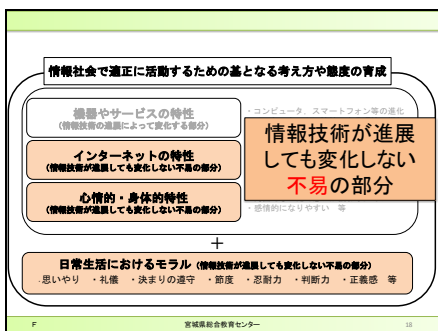 情報社会で適正に活動するための基となる考え方や態度の育成
機器やサービスの特性
(情報技術の進展によって変化する部分)
・コンピュータ、スマートフォン等の進化
インターネットの特性
(情報技術が進展しても変化しない不易の部分)
心情的・身体的特性
(情報技術が進展しても変化しない不易の部分)
情報技術が進展
しても変化しない
不易の部分
・感情的になりやすい 等
+
日常生活におけるモラル (情報技術が進展しても変化しない不易の部分)
・思いやり ・礼儀 ・決まりの遵守 ・節度 ・忍耐力 ・判断力 ・正義感 等
F
宮城県総合教育センター
18